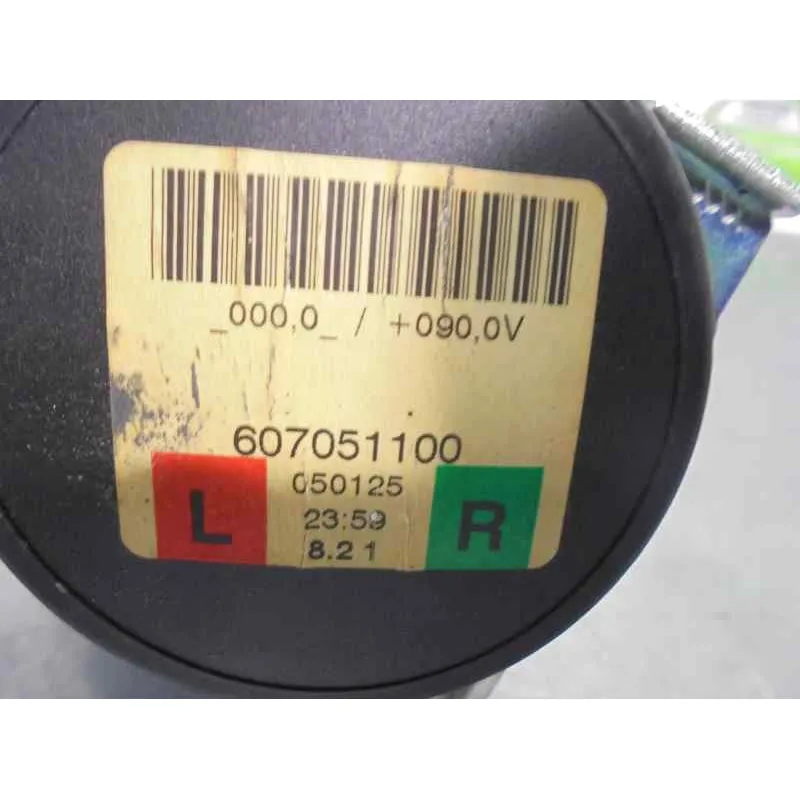 _000,0_ / +090,0V
607051100
050125
L 23:59 R
8.2 1